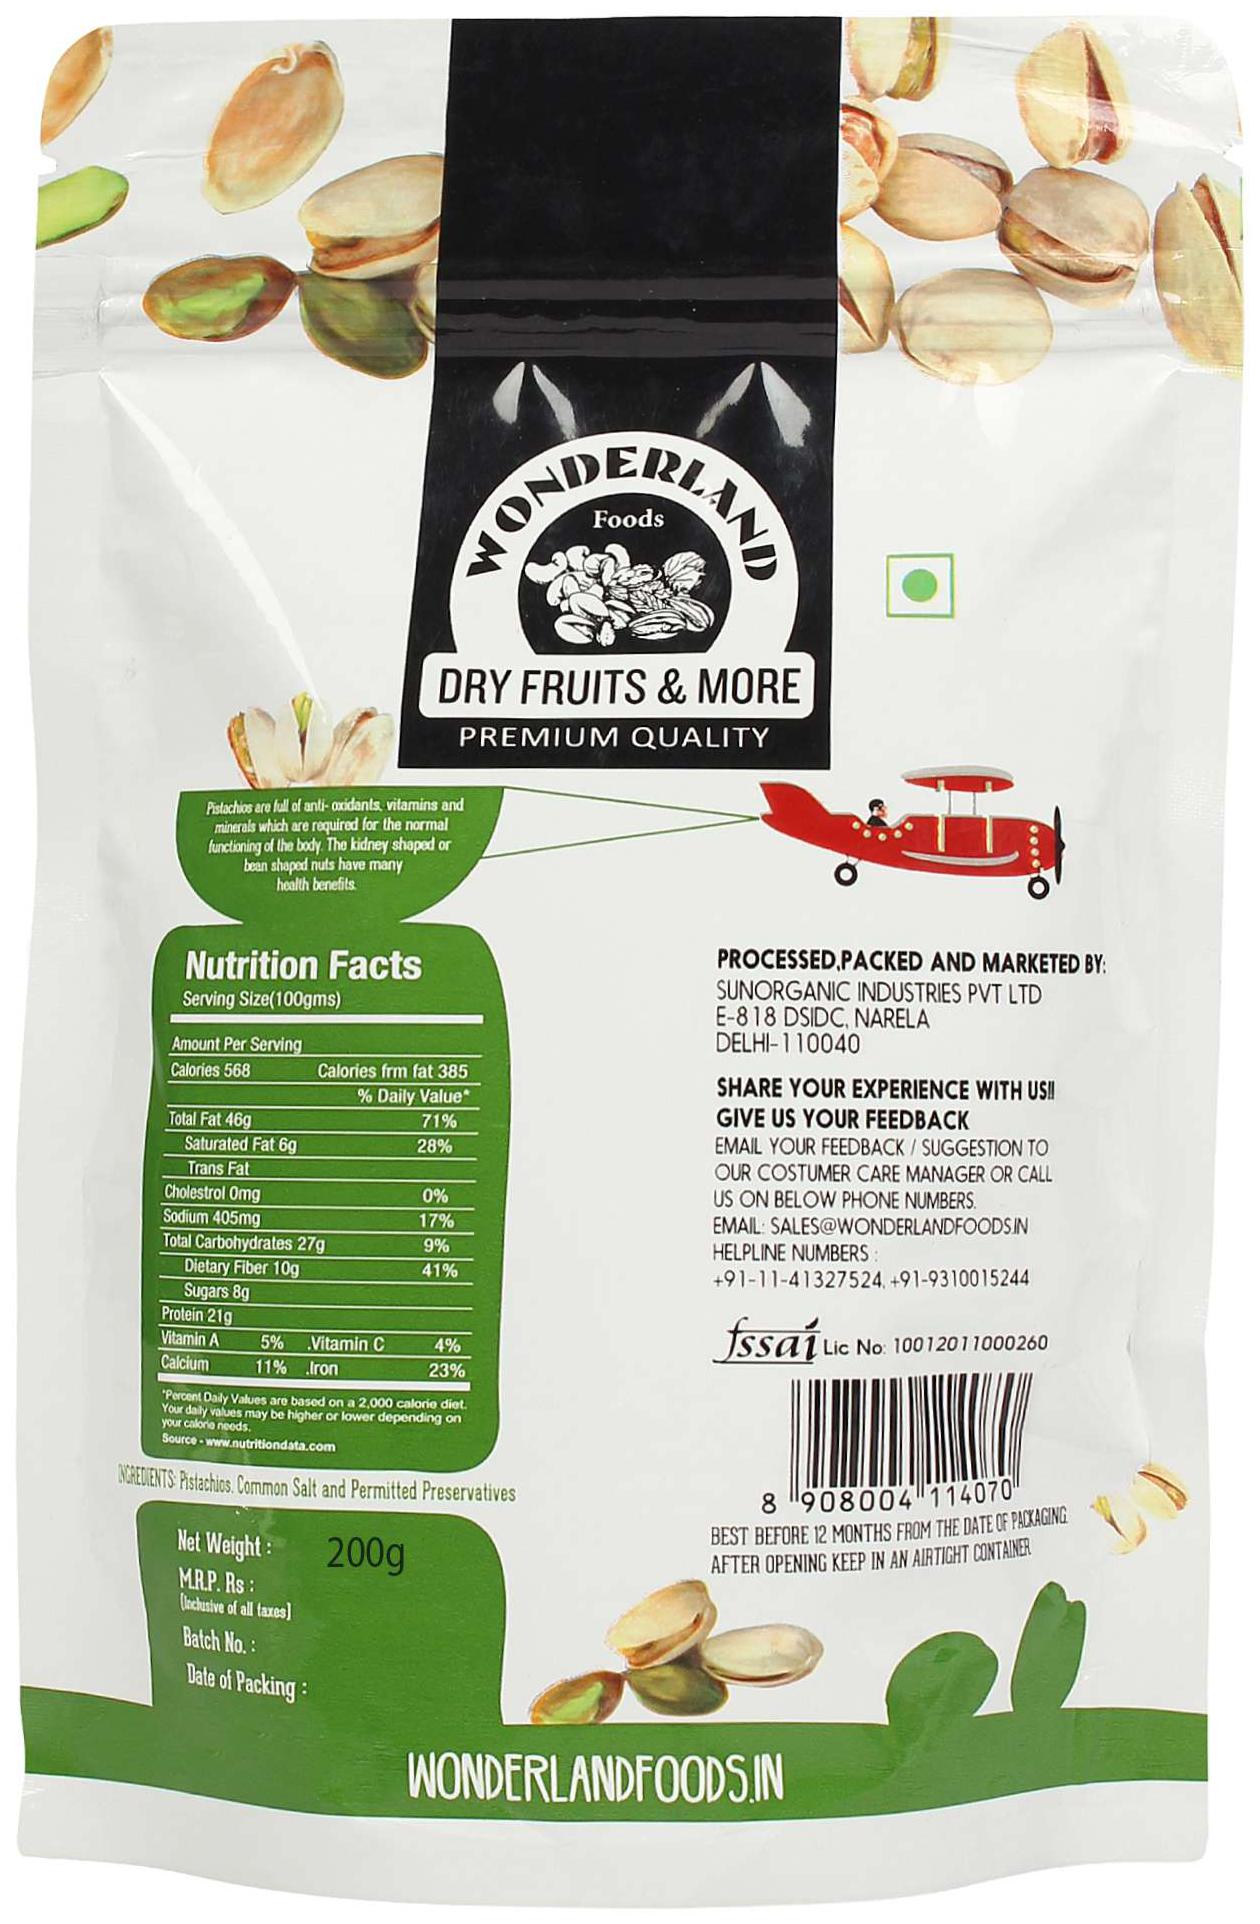 WONDERLAND
Foods
DRY FRUITS & MORE
PREMIUM QUALITY
Pistachios are full of anti- oxidants, vitamins and
minerals which are required for the normal
functioning of the body. The kidney shaped or
bean shaped nuts have many
health benefits.
Nutrition Facts
Serving Size(100gms)
Amount Per Serving
Calories 568 Calories frm fat 385
% Daily Value*
Total Fat 46g 71%
Saturated Fat 6g 28%
Trans Fat
Cholestrol 0mg 0%
Sodium 405mg 17%
Total Carbohydrates 27g 9%
Dietary Fiber 10g 41%
Sugars 8g
Protein 21g
Vitamin A 5% .Vitamin C 4%
Calcium 11% .Iron 23%
*Percent Daily Values are based on a 2,000 calorie diet.
Your daily values may be higher or lower depending on
your calorie needs.
Source - www.nutritiondata.com
INGREDIENTS: Pistachios, Common Salt and Permitted Preservatives
Net Weight : 200g
M.R.P. Rs :
[Inclusive of all taxes]
Batch No. :
Date of Packing :
PROCESSED,PACKED AND MARKETED BY:
SUNORGANIC INDUSTRIES PVT LTD
E-818 DSIDC, NARELA
DELHI-110040
SHARE YOUR EXPERIENCE WITH US!!
GIVE US YOUR FEEDBACK
EMAIL YOUR FEEDBACK / SUGGESTION TO
OUR COSTUMER CARE MANAGER OR CALL
US ON BELOW PHONE NUMBERS.
EMAIL: SALES@WONDERLANDFOODS.IN
HELPLINE NUMBERS :
+91-11-41327524, +91-9310015244
fssai Lic No: 10012011000260
8 908004 114070
BEST BEFORE 12 MONTHS FROM THE DATE OF PACKAGING.
AFTER OPENING KEEP IN AN AIRTIGHT CONTAINER
WONDERLANDFOODS.IN